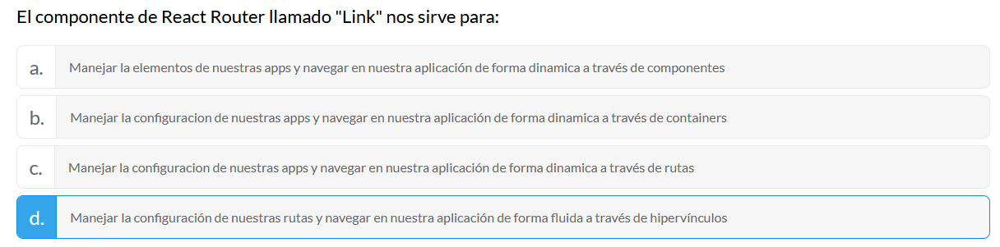 El componente de React Router llamado "Link" nos sirve para:
a. Manejar la elementos de nuestras apps y navegar en nuestra aplicación de forma dinamica a través de componentes
b. Manejar la configuracion de nuestras apps y navegar en nuestra aplicación de forma dinamica a través de containers
c. Manejar la configuracion de nuestras apps y navegar en nuestra aplicación de forma dinamica a través de rutas
d. Manejar la configuración de nuestras rutas y navegar en nuestra aplicación de forma fluida a través de hipervínculos